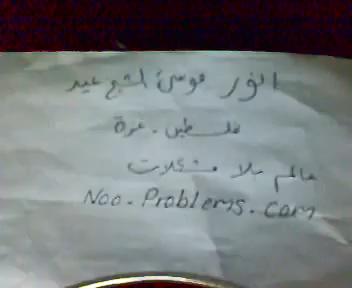 انور موسى الشيخ عيد
فلسطين - غزة
عالم بلا مشكلات
Noo-Problems.com